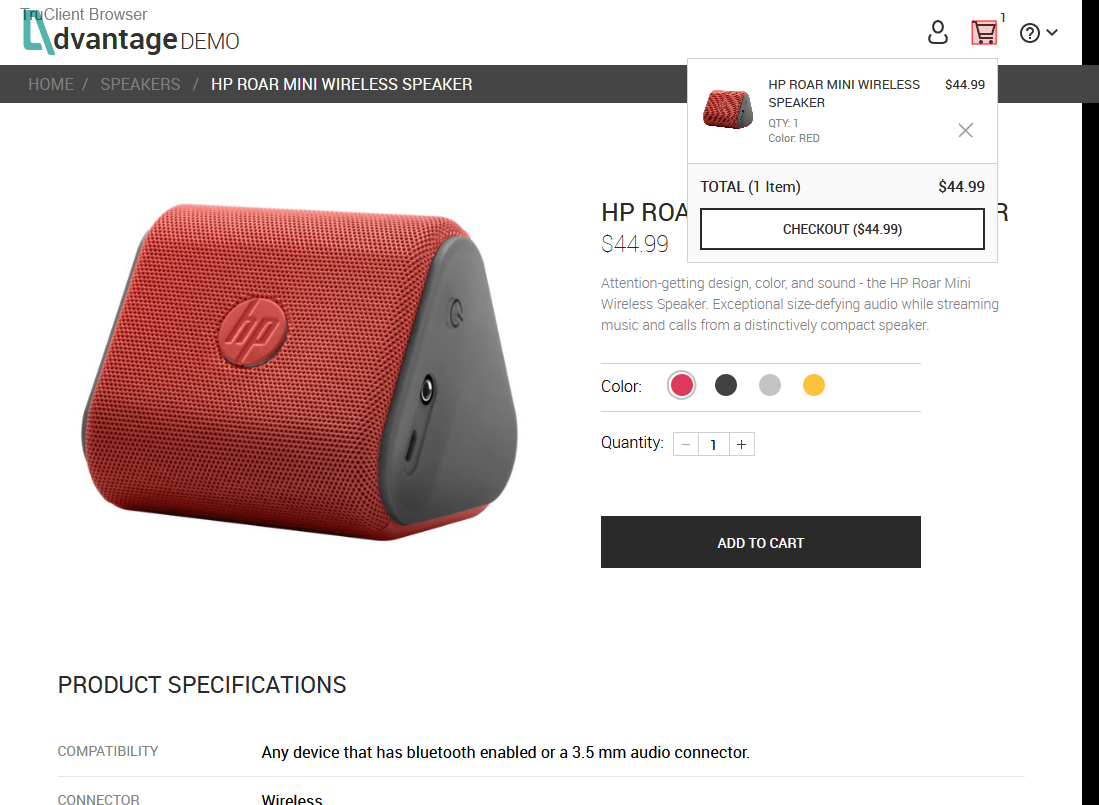 TruClient Browser
dvantage DEMO
1
HOME / SPEAKERS / HP ROAR MINI WIRELESS SPEAKER
HP ROAR MINI WIRELESS SPEAKER
$44.99
QTY: 1
Color: RED
TOTAL (1 Item)
$44.99
CHECKOUT ($44.99)
HP ROA R
$44.99
Attention-getting design, color, and sound - the HP Roar Mini
Wireless Speaker. Exceptional size-defying audio while streaming
music and calls from a distinctively compact speaker.
Color:
Quantity: − 1 +
ADD TO CART
hp
PRODUCT SPECIFICATIONS
COMPATIBILITY
Any device that has bluetooth enabled or a 3.5 mm audio connector.
CONNECTOR
Wireless